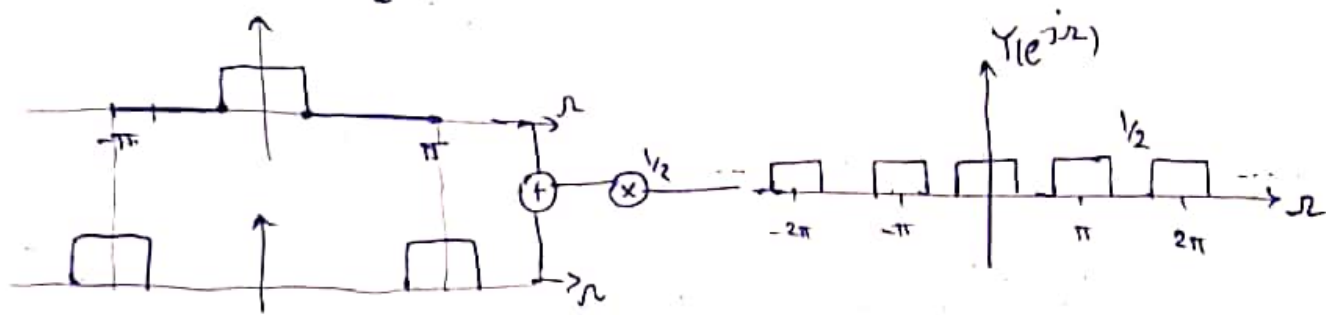 Y(e^jΩ)
Ω
-π
π
1/2
+
×
1/2
...
...
-2π
-π
π
2π
Ω
Ω